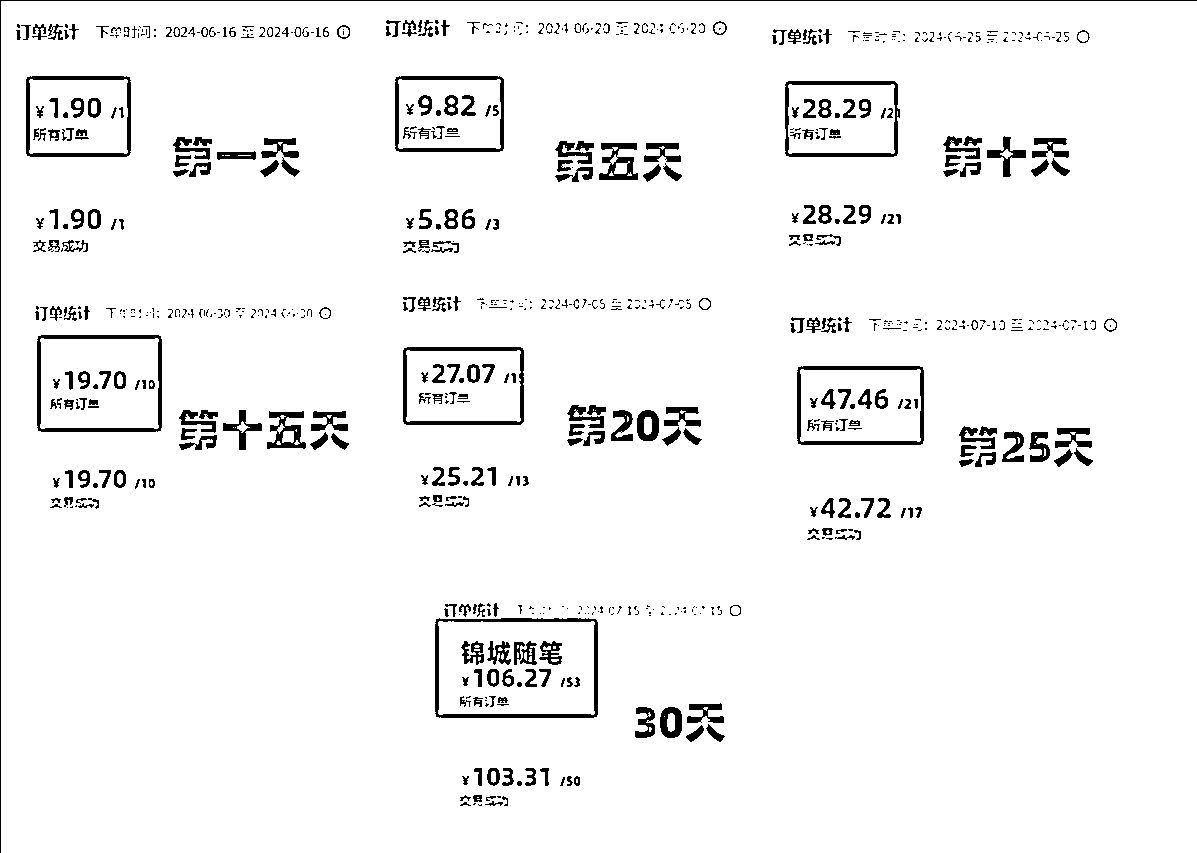 订单统计 下单时间：2024-06-16 至 2024-06-16
¥1.90 /1
所有订单
第一天
¥1.90 /1
交易成功
订单统计 下单时间：2024-06-20 至 2024-06-20
¥9.82 /5
所有订单
第五天
¥5.86 /3
交易成功
订单统计 下单时间：2024-06-25 至 2024-06-25
¥28.29 /21
所有订单
第十天
¥28.29 /21
交易成功
订单统计 下单时间：2024-06-30 至 2024-06-30
¥19.70 /10
所有订单
第十五天
¥19.70 /10
交易成功
订单统计 下单时间：2024-07-05 至 2024-07-05
¥27.07 /15
所有订单
第20天
¥25.21 /13
交易成功
订单统计 下单时间：2024-07-10 至 2024-07-10
¥47.46 /21
所有订单
第25天
¥42.72 /17
交易成功
订单统计 下单时间：2024-07-15 至 2024-07-15
锦城随笔
¥106.27 /53
所有订单
30天
¥103.31 /50
交易成功